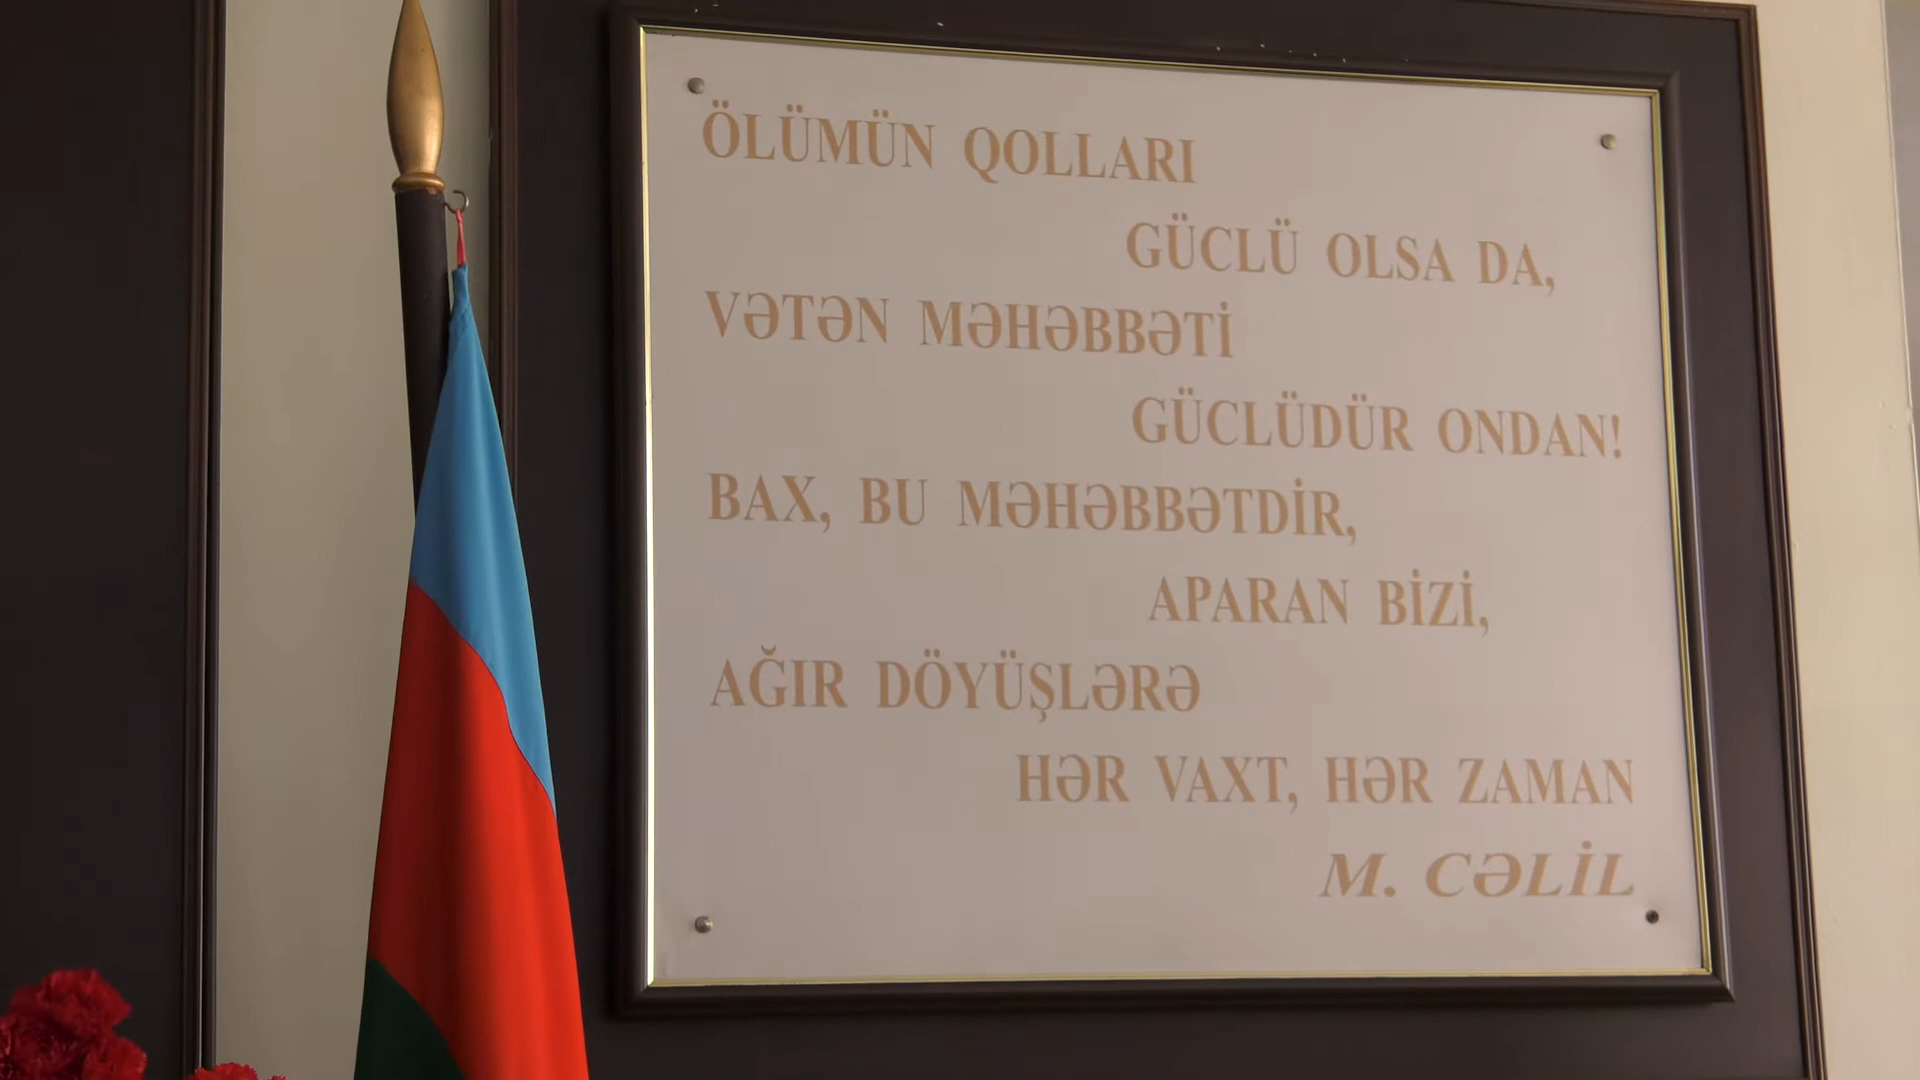 ÖLÜMÜN QOLLARI
GÜCLÜ OLSA DA,
VƏTƏN MƏHƏBBƏTİ
GÜCLÜDÜR ONDAN!
BAX, BU MƏHƏBBƏTDİR,
APARAN BİZİ,
AĞIR DÖYÜŞLƏRƏ
HƏR VAXT, HƏR ZAMAN
M. CƏLİL